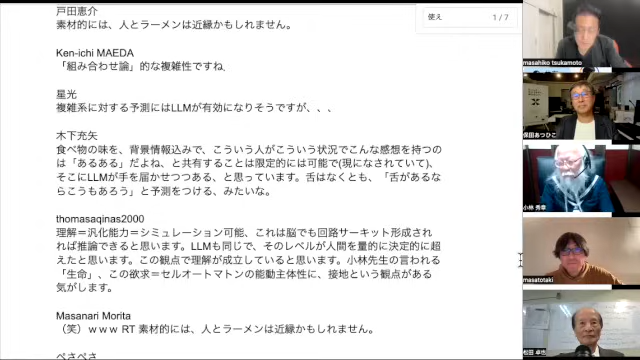 戸田恵介
素材的には、人とラーメンは近縁かもしれません。
Ken-ichi MAEDA
「組み合わせ論」的な複雑性ですね、
星光
複雑系に対する予測にはLLMが有効になりそうですが、、、
木下充矢
食べ物の味を、背景情報込みで、こういう人がこういう状況でこんな感想を持つの
は「あるある」だよね、と共有することは限定的には可能で(現になされていて)、
そこにLLMが手を届かせつつある、と思っています。舌はなくとも、「舌があるな
らこうもあろう」と予測をつける、みたいな。
thomasaqinas2000
理解＝汎化能力＝シミュレーション可能、これは脳でも回路サーキット形成され
れば推論できると思います。LLMも同じで、そのレベルが人間を量的に決定的に超
えたと思います。この観点で理解が成立していると思います。小林先生の言われる
「生命」、この欲求＝セルオートマトンの能動主体性に、接地という観点がある
気がします。
Masanari Morita
（笑）ｗｗｗ RT 素材的には、人とラーメンは近縁かもしれません。
ぺさぺさ
使え
1 / 7
masahiko tsukamoto
保田あつひこ
小林 秀章
masatotaki
松田 卓也